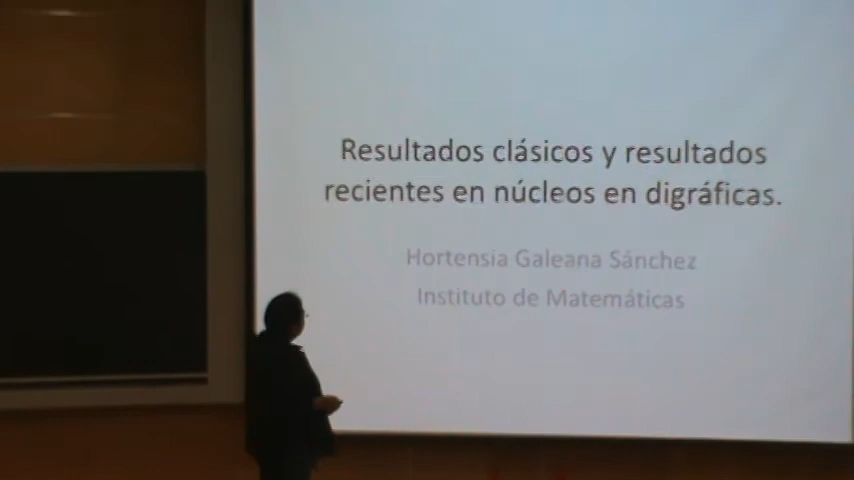 Resultados clásicos y resultados
recientes en núcleos en digráficas.
Hortensia Galeana Sánchez
Instituto de Matemáticas